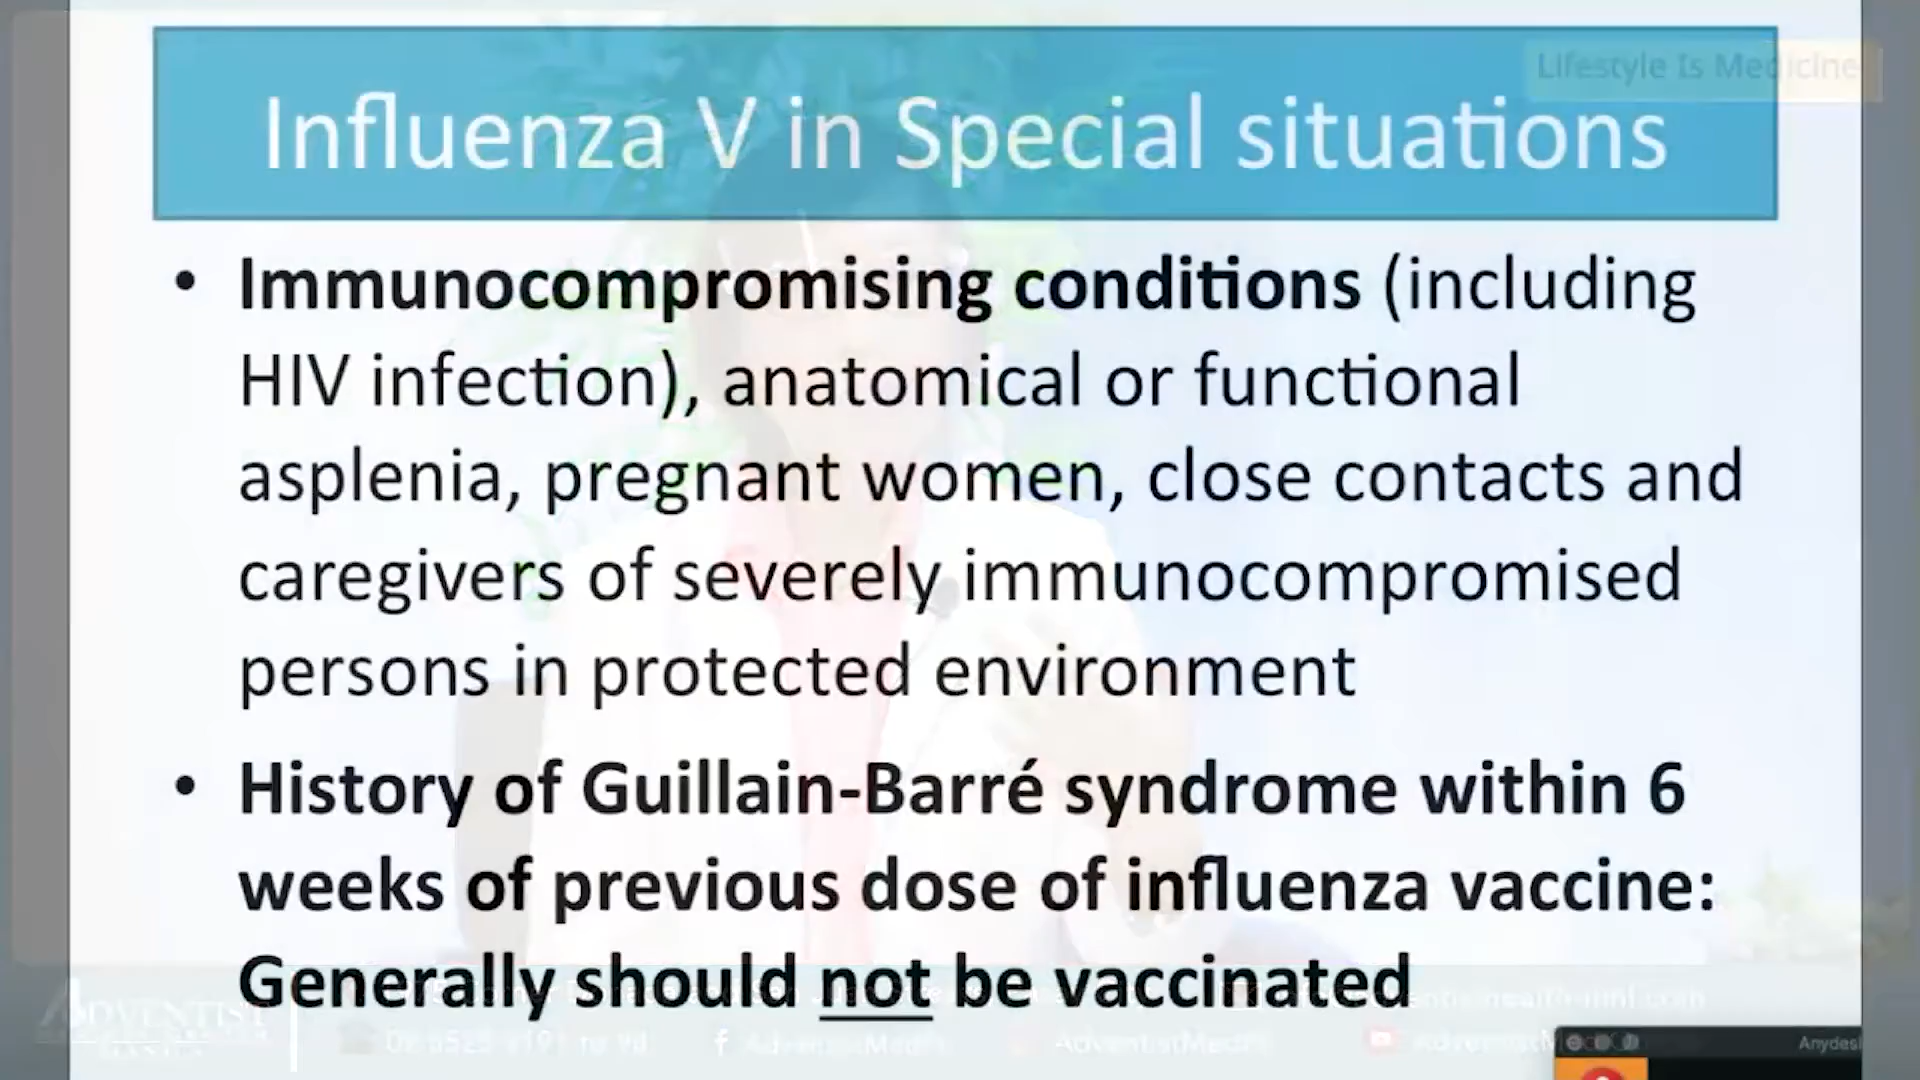 Lifestyle Is Medicine
Influenza V in Special situations
• Immunocompromising conditions (including
HIV infection), anatomical or functional
asplenia, pregnant women, close contacts and
caregivers of severely immunocompromised
persons in protected environment
• History of Guillain-Barré syndrome within 6
weeks of previous dose of influenza vaccine:
Generally should not be vaccinated
ADVENTIST